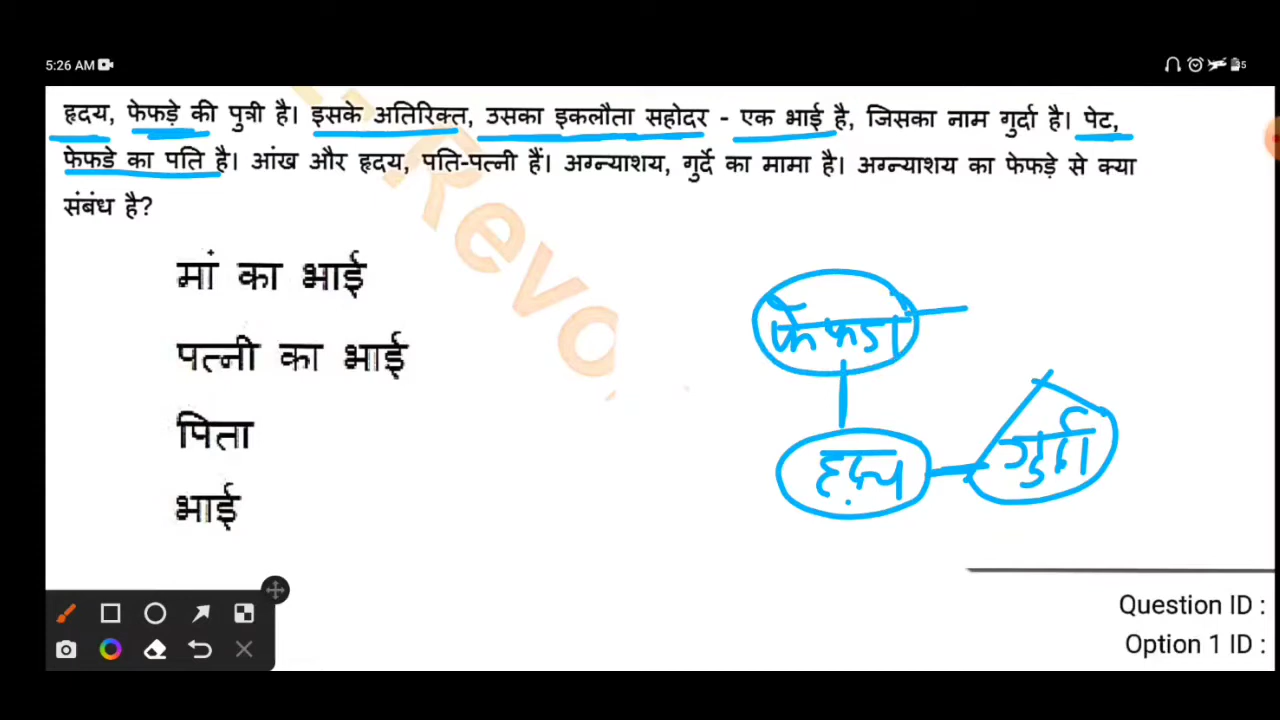 5:26 AM
हृदय, फेफड़े की पुत्री है। इसके अतिरिक्त, उसका इकलौता सहोदर - एक भाई है, जिसका नाम गुर्दा है। पेट,
फेफडे का पति है। आंख और हृदय, पति-पत्नी हैं। अग्न्याशय, गुर्दे का मामा है। अग्न्याशय का फेफड़े से क्या
संबंध है?
मां का भाई
पत्नी का भाई
पिता
भाई
फेफडा
हृदय
गुर्दा
Question ID :
Option 1 ID :